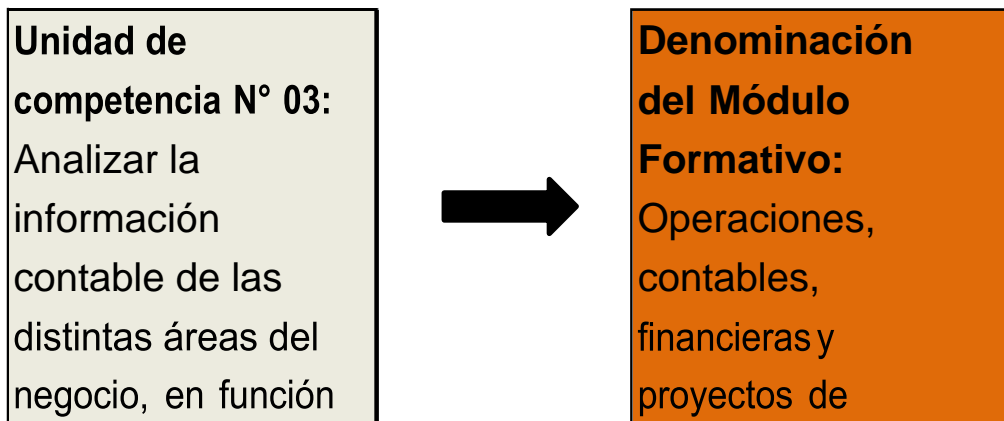 Unidad de
competencia N° 03:
Analizar la
información
contable de las
distintas áreas del
negocio, en función
Denominación
del Módulo
Formativo:
Operaciones,
contables,
financieras y
proyectos de